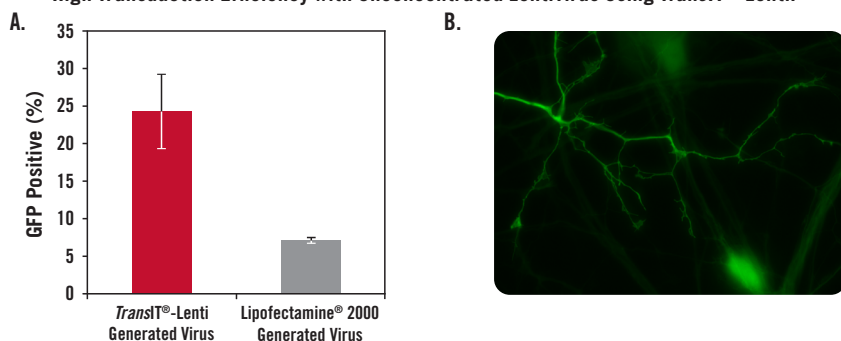 A.
B.
35
30
25
20
15
10
5
0
GFP Positive (%)
TransIT®-Lenti
Generated Virus
Lipofectamine® 2000
Generated Virus